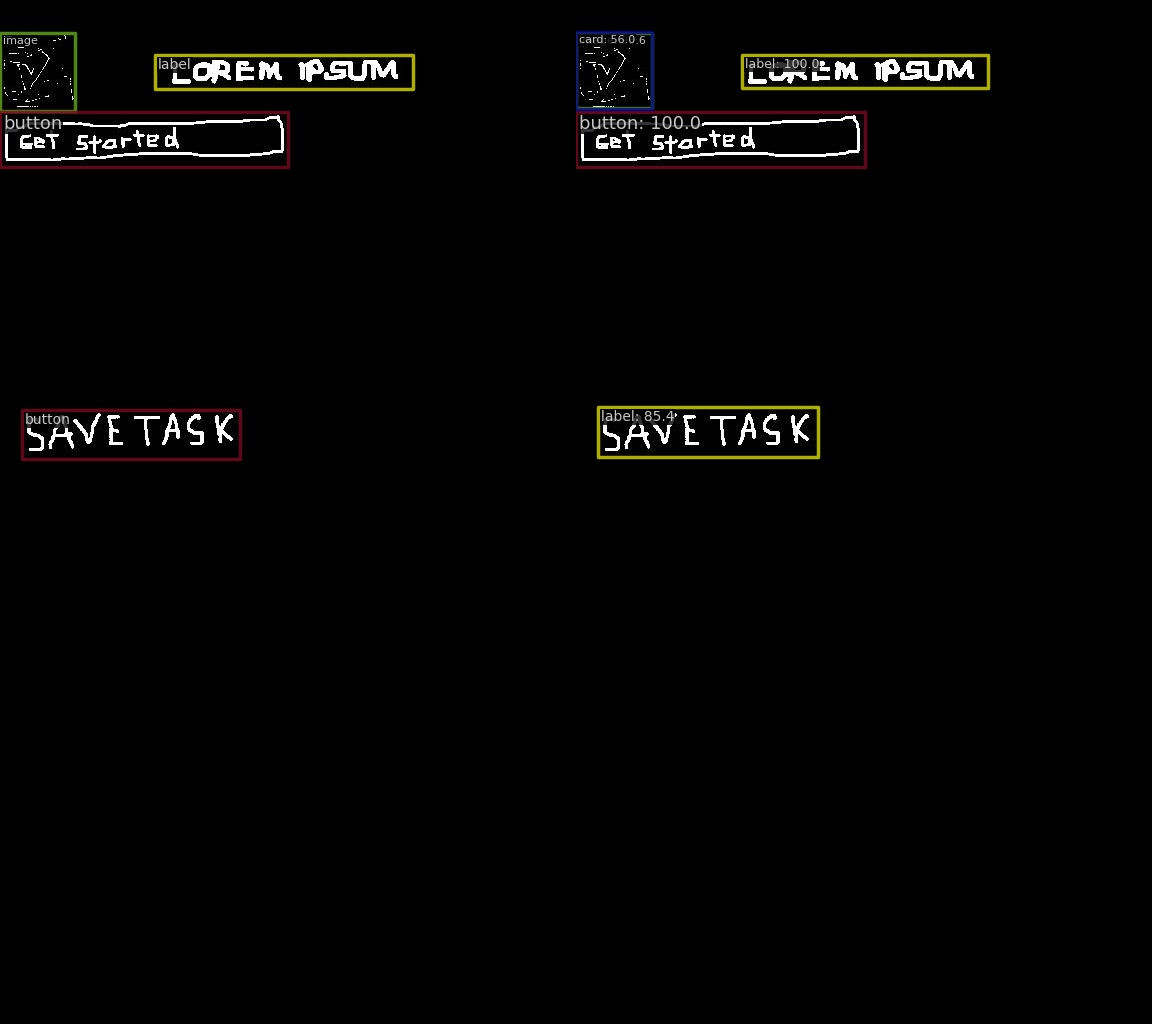 image
card: 56.0.6
label
LOREM IPSUM
label: 100.0
LOREM IPSUM
button
GeT Started
button: 100.0
GeT Started
button
SAVE TASK
label: 85.4
SAVE TASK